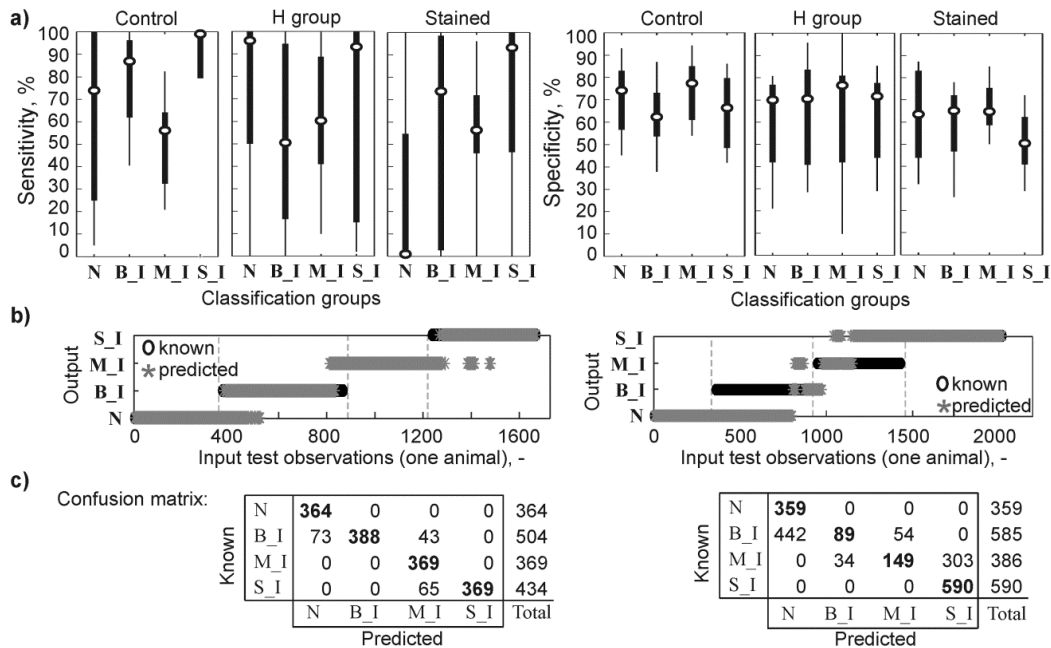 a)
Control H group Stained
Sensitivity, %
100
90
80
70
60
50
40
30
20
10
0
N B_I M_I S_I N B_I M_I S_I N B_I M_I S_I
Classification groups
Control H group Stained
Specificity, %
100
90
80
70
60
50
40
30
20
10
0
N B_I M_I S_I N B_I M_I S_I N B_I M_I S_I
Classification groups
b)
Output
S_I
M_I
B_I
N
known
predicted
0 400 800 1200 1600
Input test observations (one animal), -
Output
S_I
M_I
B_I
N
known
predicted
0 500 1000 1500 2000
Input test observations (one animal), -
c)
Confusion matrix:
Known
N 364 0 0 0 364
B_I 73 388 43 0 504
M_I 0 0 369 0 369
S_I 0 0 65 369 434
N B_I M_I S_I Total
Predicted
Known
N 359 0 0 0 359
B_I 442 89 54 0 585
M_I 0 34 149 303 386
S_I 0 0 0 590 590
N B_I M_I S_I Total
Predicted